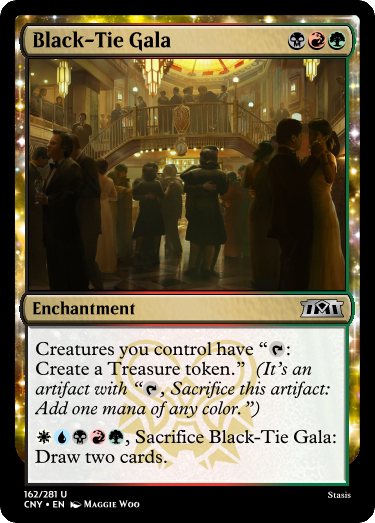 Black-Tie Gala
Enchantment
Creatures you control have “:
Create a Treasure token.” (It’s an
artifact with “, Sacrifice this artifact:
Add one mana of any color.”)
, Sacrifice Black-Tie Gala:
Draw two cards.
162/281 U
Stasis
CNY • EN Maggie Woo